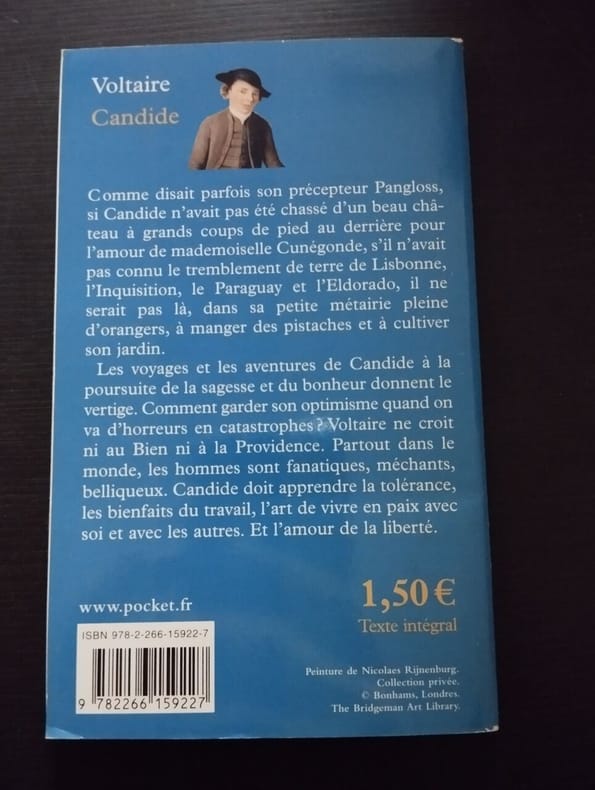 Voltaire
Candide
Comme disait parfois son précepteur Pangloss,
si Candide n'avait pas été chassé d'un beau châ-
teau à grands coups de pied au derrière pour
l'amour de mademoiselle Cunégonde, s'il n'avait
pas connu le tremblement de terre de Lisbonne,
l'Inquisition, le Paraguay et l'Eldorado, il ne
serait pas là, dans sa petite métairie pleine
d'orangers, à manger des pistaches et à cultiver
son jardin.
Les voyages et les aventures de Candide à la
poursuite de la sagesse et du bonheur donnent le
vertige. Comment garder son optimisme quand on
va d'horreurs en catastrophes ? Voltaire ne croit
ni au Bien ni à la Providence. Partout dans le
monde, les hommes sont fanatiques, méchants,
belliqueux. Candide doit apprendre la tolérance,
les bienfaits du travail, l'art de vivre en paix avec
soi et avec les autres. Et l'amour de la liberté.
www.pocket.fr
ISBN 978-2-266-15922-7
9 782266 159227
1,50 €
Texte intégral
Peinture de Nicolaes Rijnenburg.
Collection privée.
© Bonhams, Londres.
The Bridgeman Art Library.